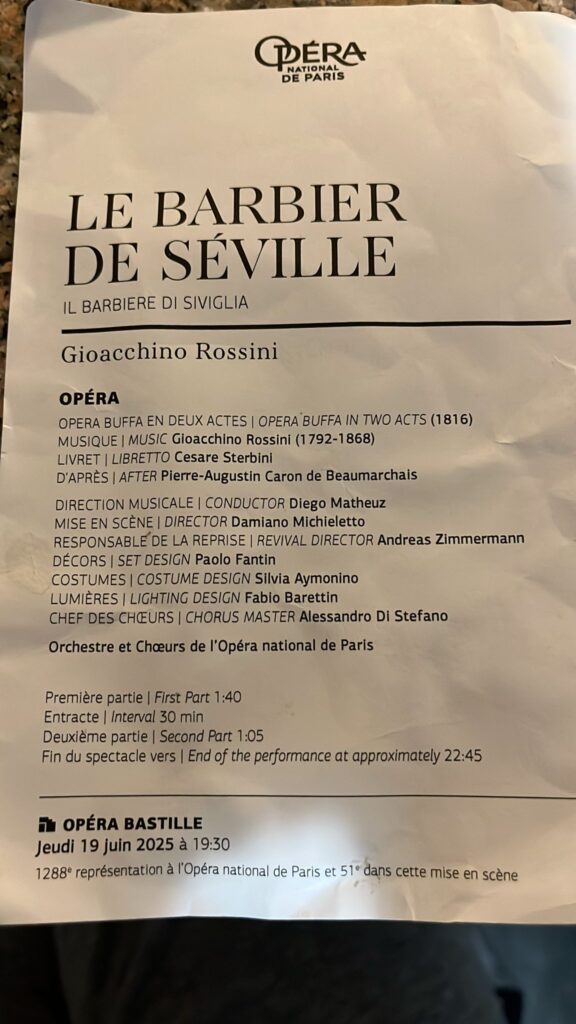 OPÉRA
NATIONAL
DE PARIS
LE BARBIER
DE SÉVILLE
IL BARBIERE DI SIVIGLIA
Gioacchino Rossini
OPÉRA
OPERA BUFFA EN DEUX ACTES | OPERA BUFFA IN TWO ACTS (1816)
MUSIQUE | MUSIC Gioacchino Rossini (1792-1868)
LIVRET | LIBRETTO Cesare Sterbini
D'APRÈS | AFTER Pierre-Augustin Caron de Beaumarchais
DIRECTION MUSICALE | CONDUCTOR Diego Matheuz
MISE EN SCÈNE | DIRECTOR Damiano Michieletto
RESPONSABLE DE LA REPRISE | REVIVAL DIRECTOR Andreas Zimmermann
DÉCORS | SET DESIGN Paolo Fantin
COSTUMES | COSTUME DESIGN Silvia Aymonino
LUMIÈRES | LIGHTING DESIGN Fabio Barettin
CHEF DES CHŒURS | CHORUS MASTER Alessandro Di Stefano
Orchestre et Chœurs de l'Opéra national de Paris
Première partie | First Part 1:40
Entracte | Interval 30 min
Deuxième partie | Second Part 1:05
Fin du spectacle vers | End of the performance at approximately 22:45
OPÉRA BASTILLE
Jeudi 19 juin 2025 à 19:30
1288e représentation à l'Opéra national de Paris et 51e dans cette mise en scène